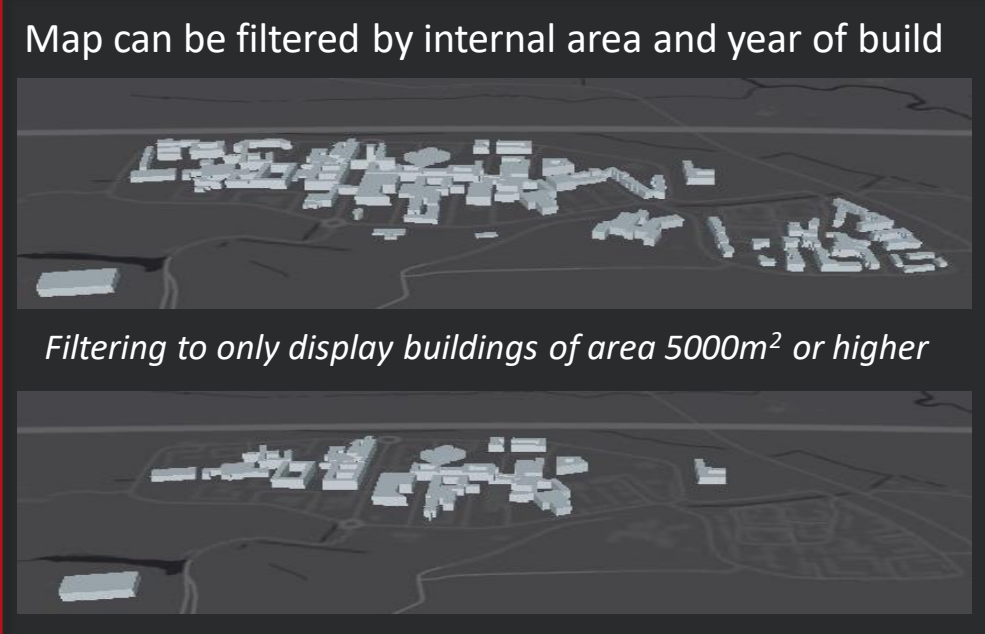 Map can be filtered by internal area and year of build
Filtering to only display buildings of area 5000m² or higher